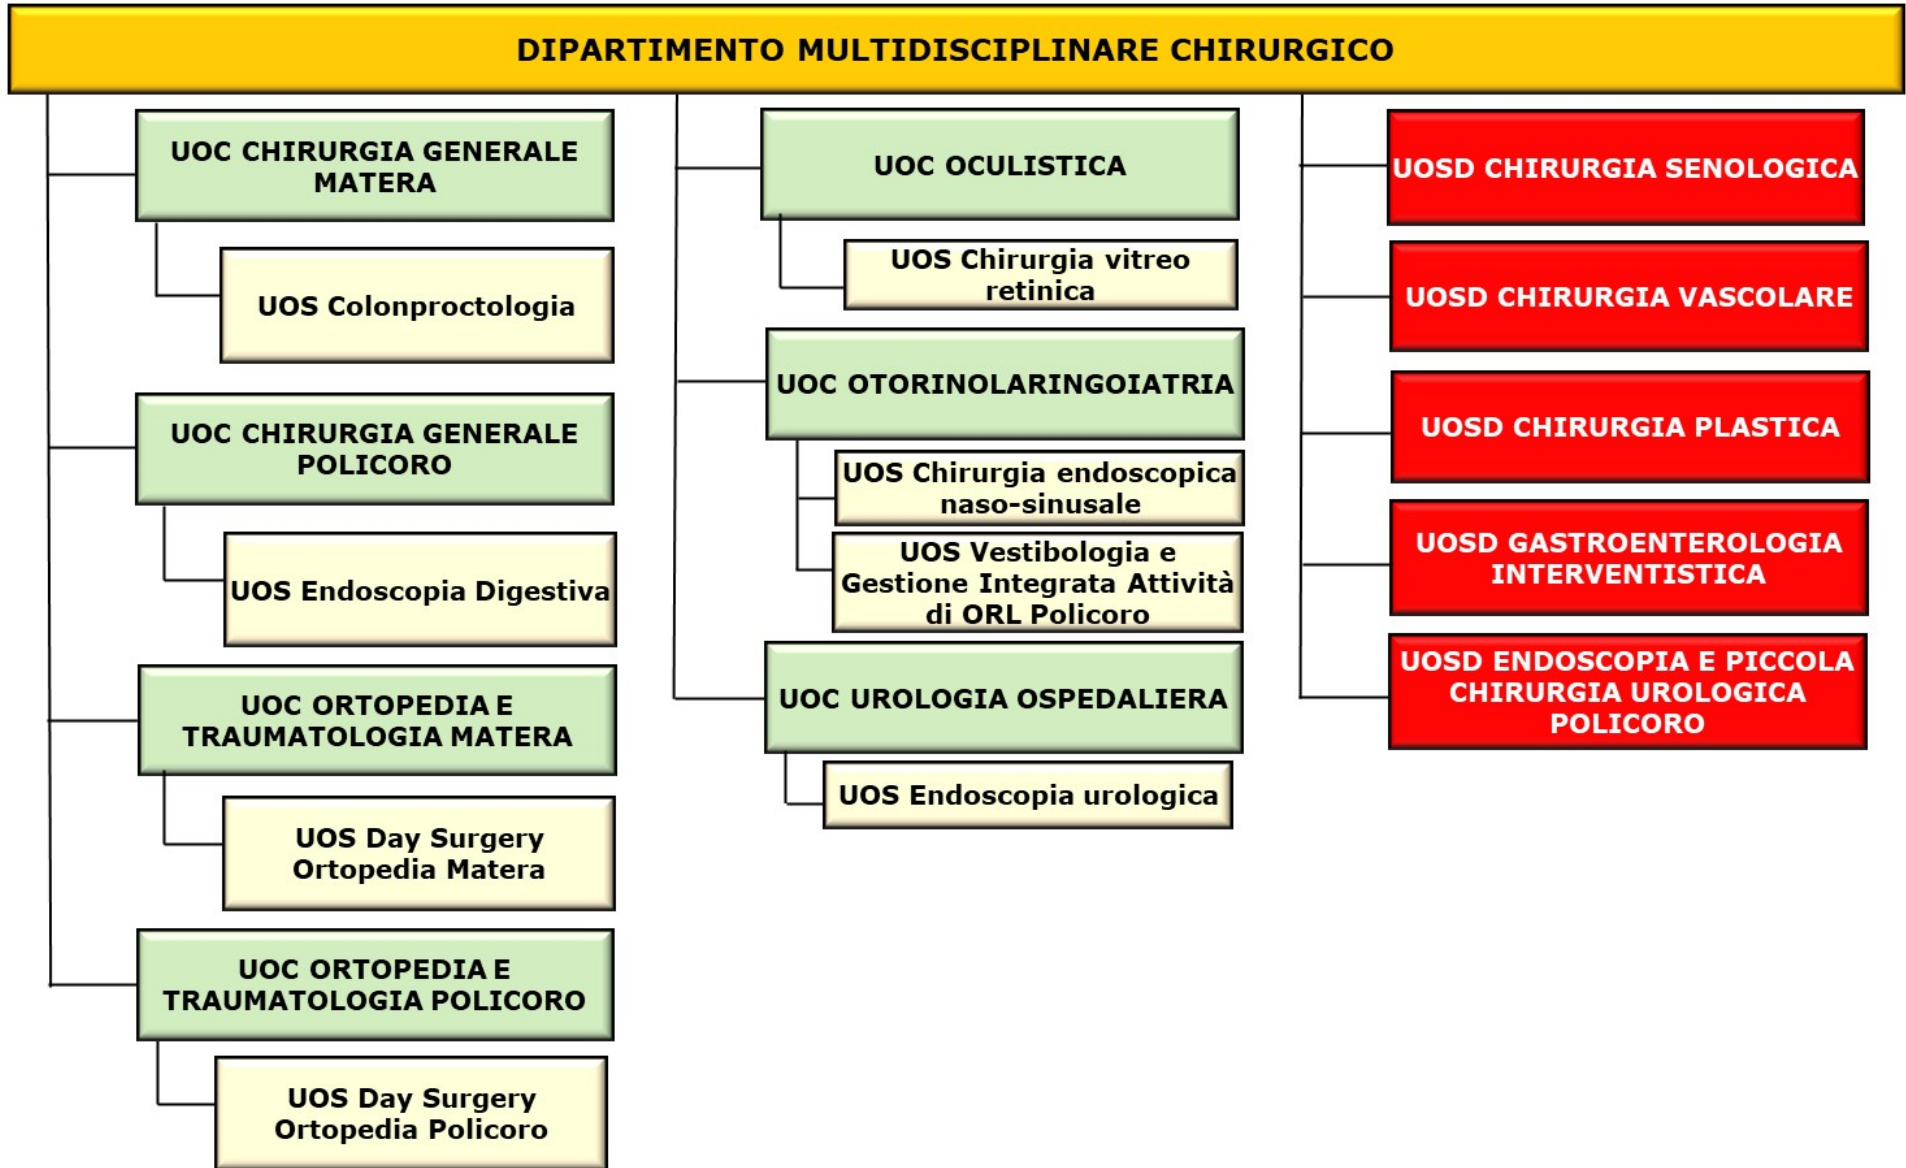 DIPARTIMENTO MULTIDISCIPLINARE CHIRURGICO
UOC CHIRURGIA GENERALE
MATERA
UOS Colonproctologia
UOC CHIRURGIA GENERALE
POLICORO
UOS Endoscopia Digestiva
UOC ORTOPEDIA E
TRAUMATOLOGIA MATERA
UOS Day Surgery
Ortopedia Matera
UOC ORTOPEDIA E
TRAUMATOLOGIA POLICORO
UOS Day Surgery
Ortopedia Policoro
UOC OCULISTICA
UOS Chirurgia vitreo
retinica
UOC OTORINOLARINGOIATRIA
UOS Chirurgia endoscopica
naso-sinusale
UOS Vestibologia e
Gestione Integrata Attività
di ORL Policoro
UOC UROLOGIA OSPEDALIERA
UOS Endoscopia urologica
UOSD CHIRURGIA SENOLOGICA
UOSD CHIRURGIA VASCOLARE
UOSD CHIRURGIA PLASTICA
UOSD GASTROENTEROLOGIA
INTERVENTISTICA
UOSD ENDOSCOPIA E PICCOLA
CHIRURGIA UROLOGICA
POLICORO